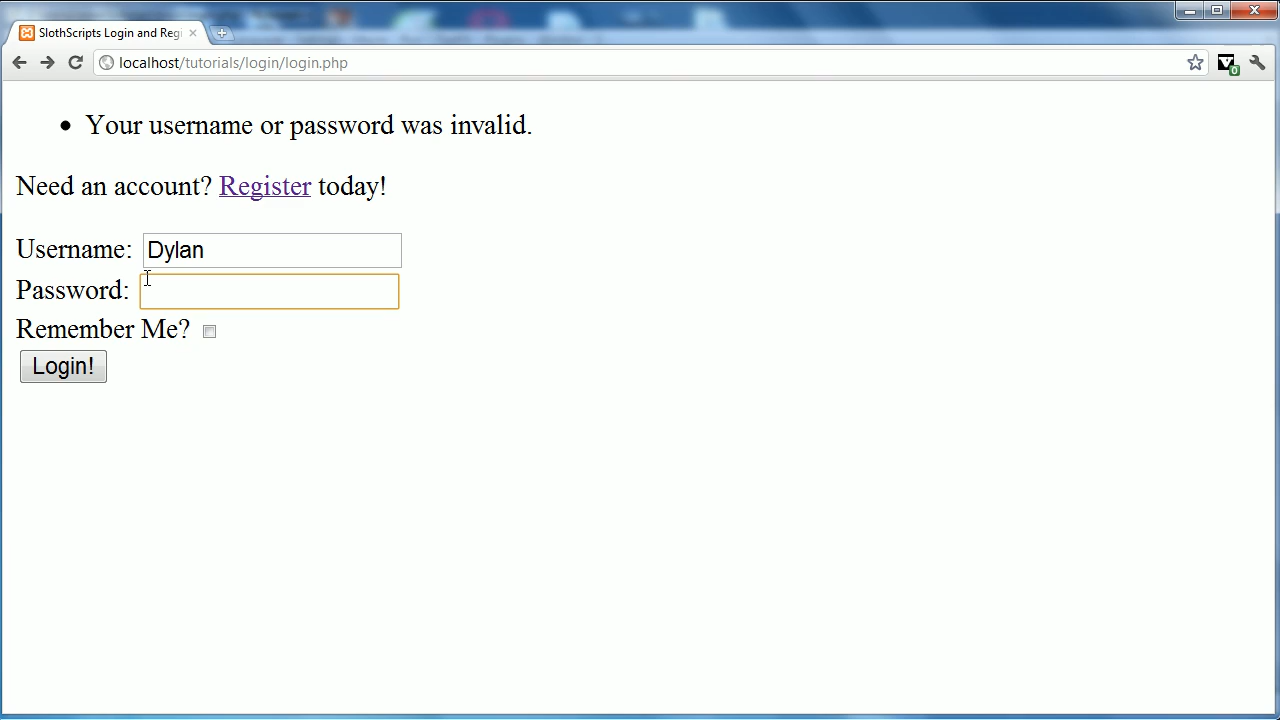 SlothScripts Login and Regi
localhost/tutorials/login/login.php
0
Your username or password was invalid.
Need an account? Register today!
Username: Dylan
Password:
Remember Me?
Login!